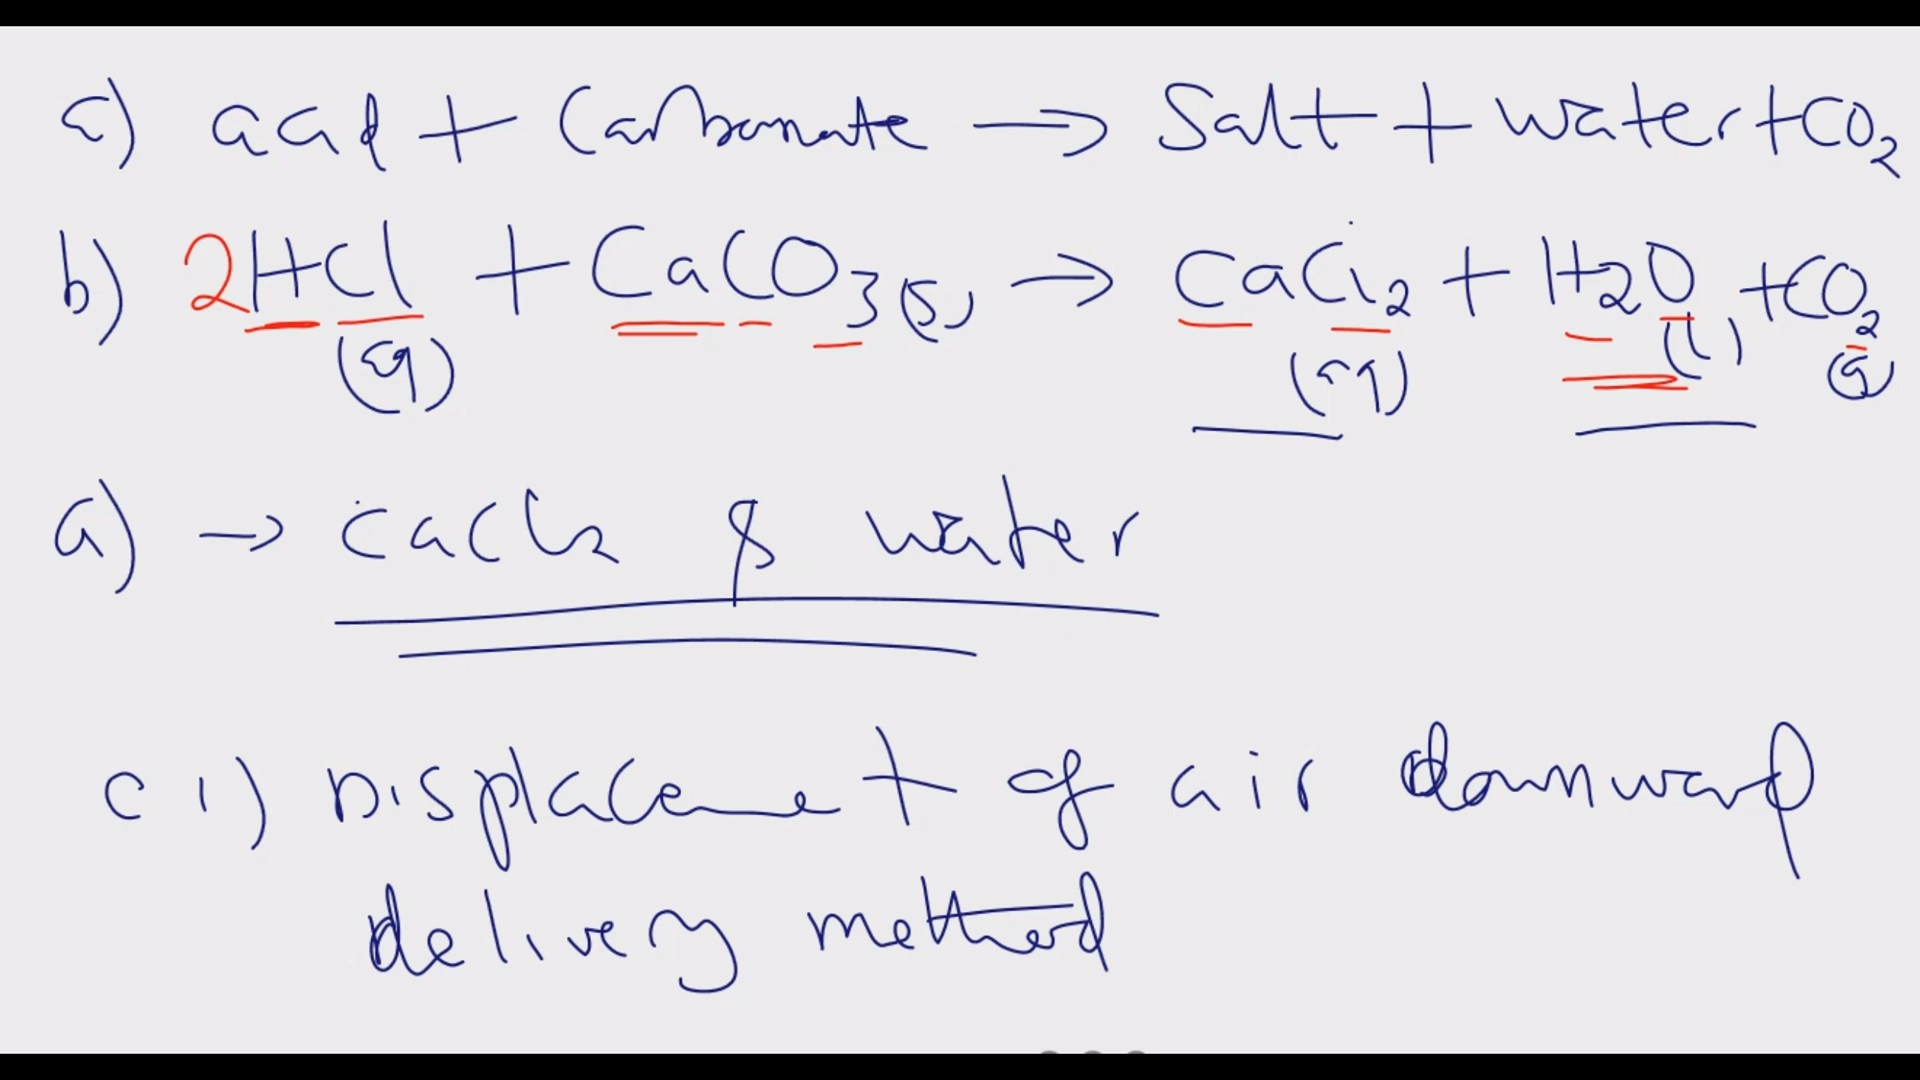 a) acid + Carbonate → Salt + water + CO2
b) 2HCl (aq) + CaCO3 (s) → CaCl2 (aq) + H2O (l) + CO2 (g)
a) → CaCl2 & water
c 1) Displacement of air downward
delivery method